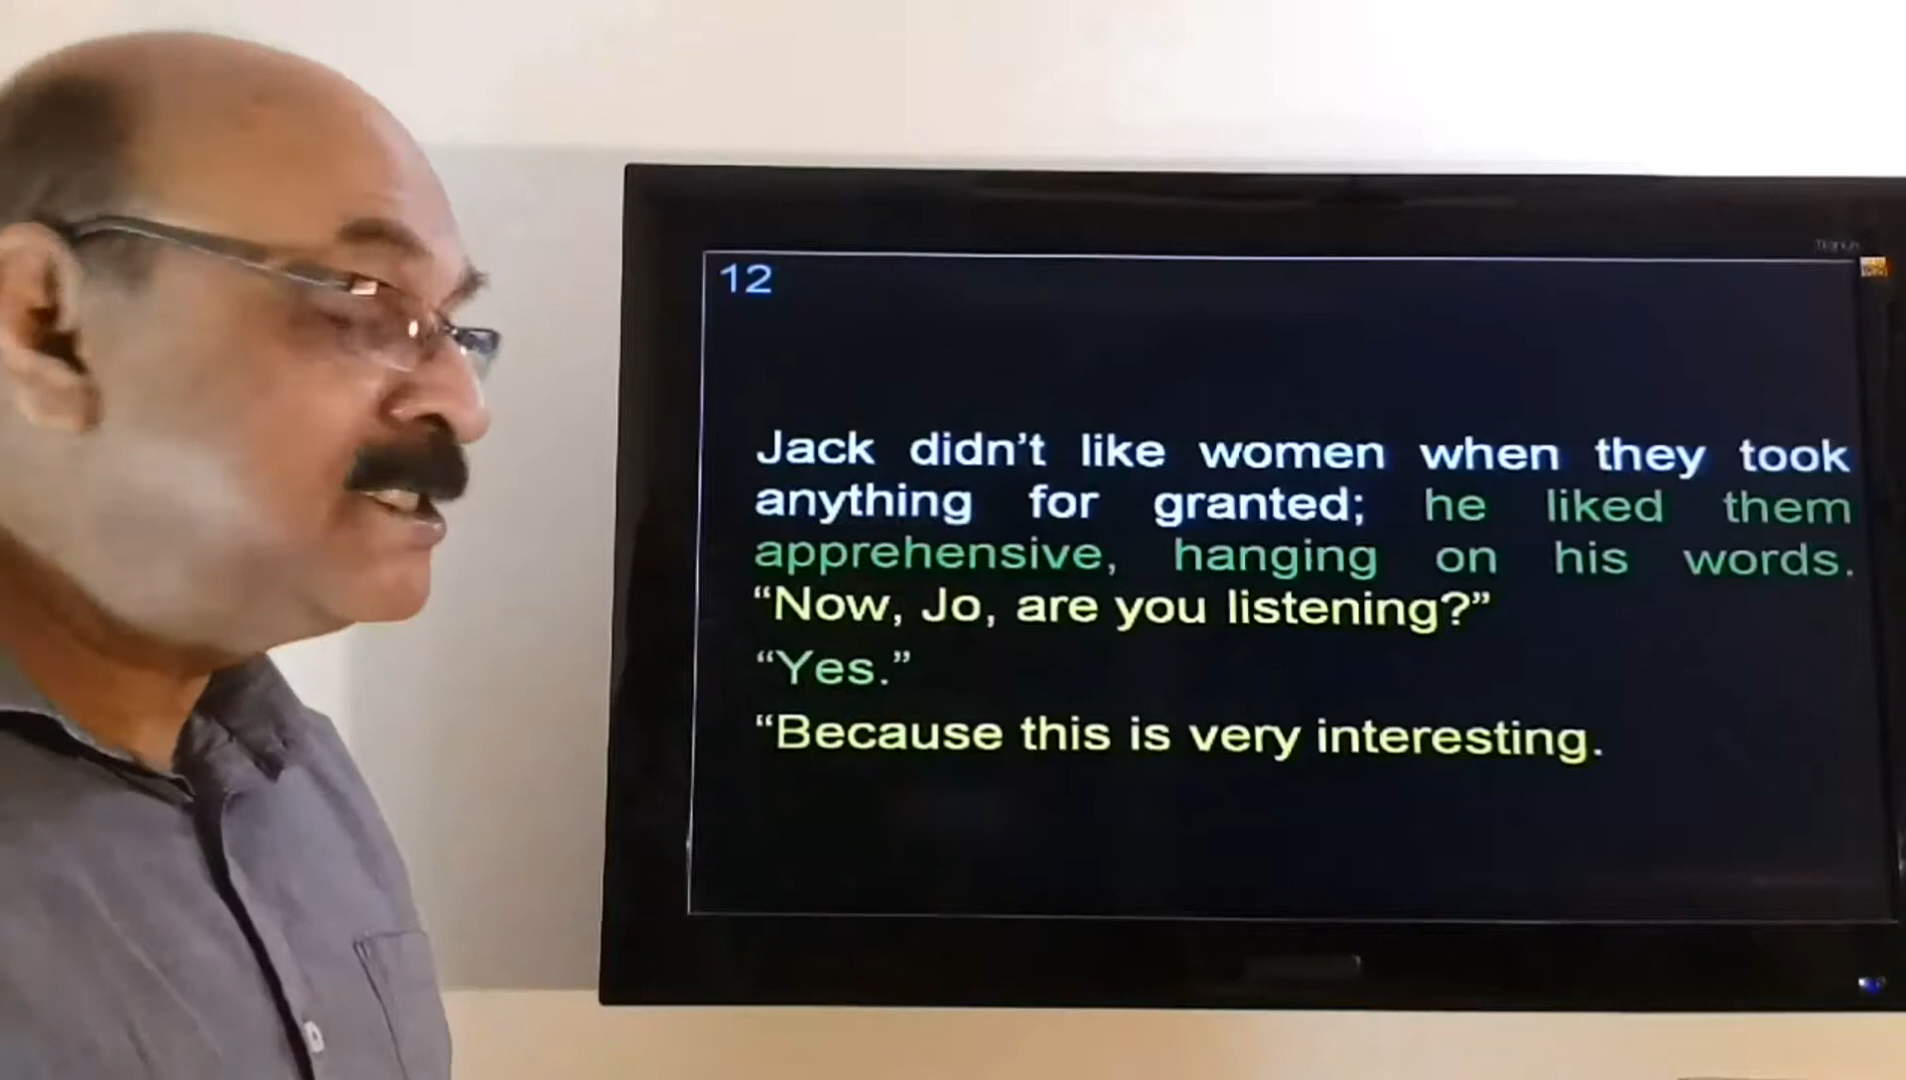 12
Jack didn’t like women when they took
anything for granted; he liked them
apprehensive, hanging on his words.
“Now, Jo, are you listening?”
“Yes.”
“Because this is very interesting.